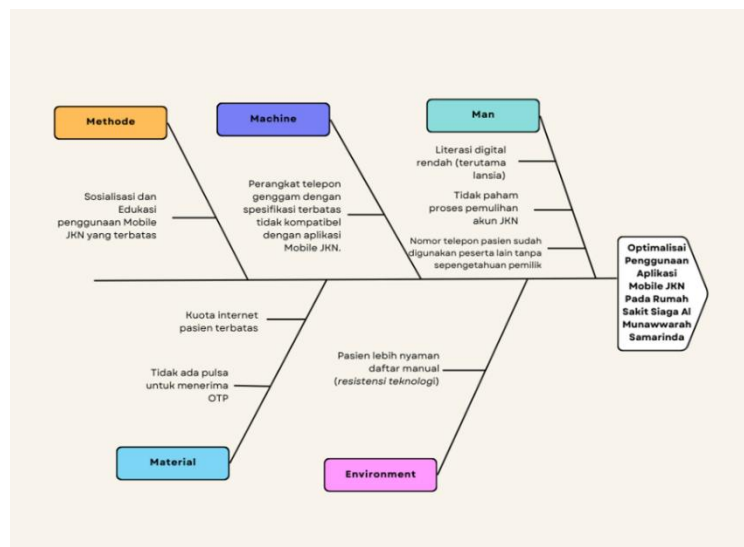 Methode
Sosialisasi dan
Edukasi
penggunaan Mobile
JKN yang terbatas
Machine
Perangkat telepon
genggam dengan
spesifikasi terbatas
tidak kompatibel
dengan aplikasi
Mobile JKN.
Man
Literasi digital
rendah (terutama
lansia)
Tidak paham
proses pemulihan
akun JKN
Nomor telepon pasien sudah
digunakan peserta lain tanpa
sepengetahuan pemilik
Optimalisai
Penggunaan
Aplikasi
Mobile JKN
Pada Rumah
Sakit Siaga Al
Munawwarah
Samarinda
Kuota internet
pasien terbatas
Tidak ada pulsa
untuk menerima
OTP
Material
Pasien lebih nyaman
daftar manual
(resistensi teknologi)
Environment